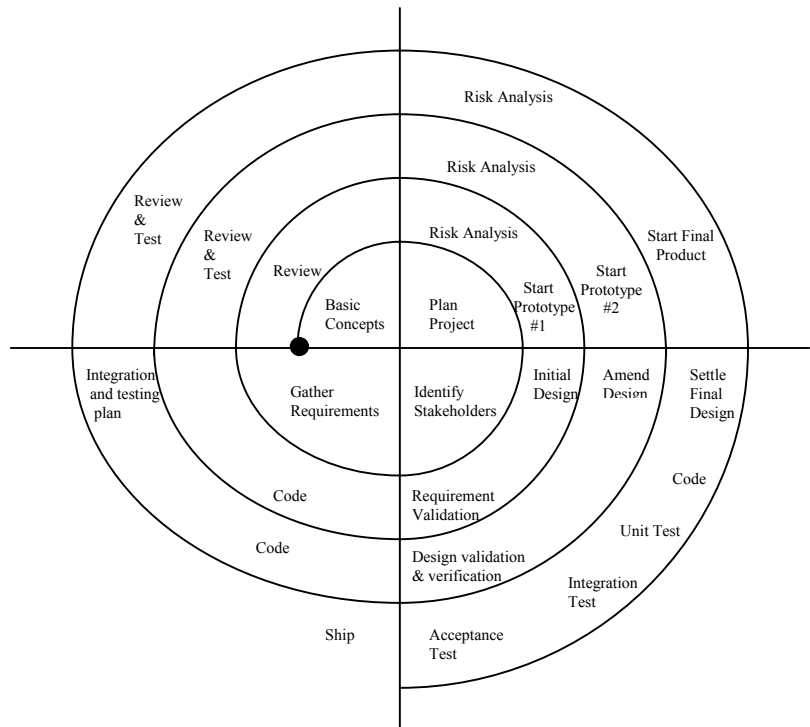 Risk Analysis
Risk Analysis
Review
&
Test
Review
&
Test
Risk Analysis
Start Final
Product
Review
Start
Prototype
#1
Start
Prototype
#2
Basic
Concepts
Plan
Project
Integration
and testing
plan
Gather
Requirements
Identify
Stakeholders
Initial
Design
Amend
Design
Settle
Final
Design
Code
Code
Requirement
Validation
Unit Test
Code
Design validation
& verification
Integration
Test
Ship
Acceptance
Test